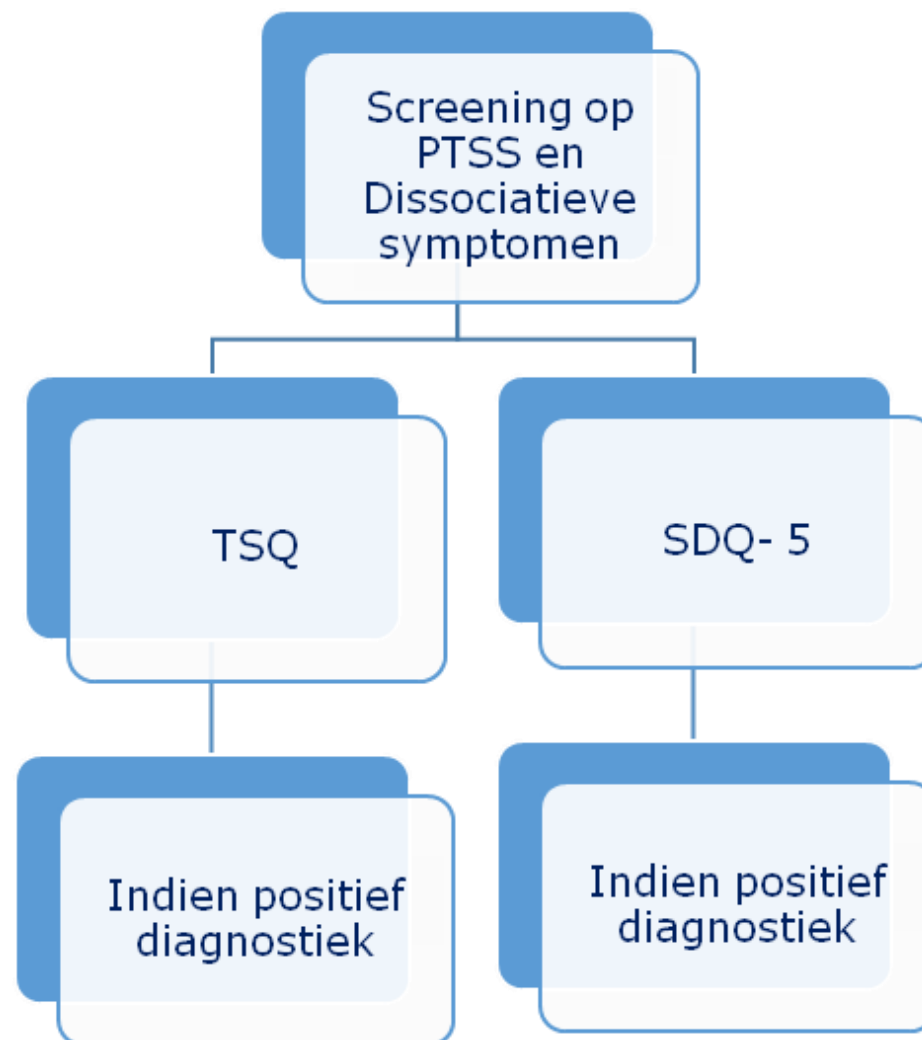 Screening op
PTSS en
Dissociatieve
symptomen
TSQ
SDQ- 5
Indien positief
diagnostiek
Indien positief
diagnostiek